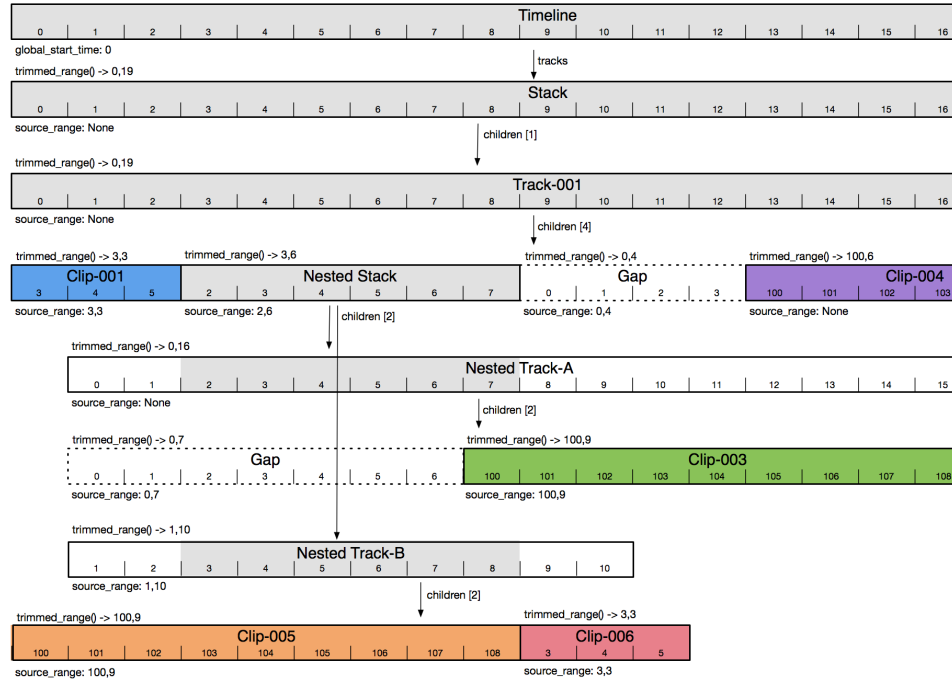 Timeline
0 1 2 3 4 5 6 7 8 9 10 11 12 13 14 15 16
global_start_time: 0
tracks
trimmed_range() -> 0,19
Stack
0 1 2 3 4 5 6 7 8 9 10 11 12 13 14 15 16
source_range: None
children [1]
trimmed_range() -> 0,19
Track-001
0 1 2 3 4 5 6 7 8 9 10 11 12 13 14 15 16
source_range: None
children [4]
trimmed_range() -> 3,3 trimmed_range() -> 3,6 trimmed_range() -> 0,4 trimmed_range() -> 100,6
Clip-001 Nested Stack Gap Clip-004
3 4 5 2 3 4 5 6 7 0 1 2 3 100 101 102 103
source_range: 3,3 source_range: 2,6 source_range: 0,4 source_range: None
children [2]
trimmed_range() -> 0,16
Nested Track-A
0 1 2 3 4 5 6 7 8 9 10 11 12 13 14 15
source_range: None
children [2]
trimmed_range() -> 0,7 trimmed_range() -> 100,9
Gap Clip-003
0 1 2 3 4 5 6 100 101 102 103 104 105 106 107 108
source_range: 0,7 source_range: 100,9
trimmed_range() -> 1,10
Nested Track-B
1 2 3 4 5 6 7 8 9 10
source_range: 1,10
children [2]
trimmed_range() -> 100,9 trimmed_range() -> 3,3
Clip-005 Clip-006
100 101 102 103 104 105 106 107 108 3 4 5
source_range: 100,9 source_range: 3,3